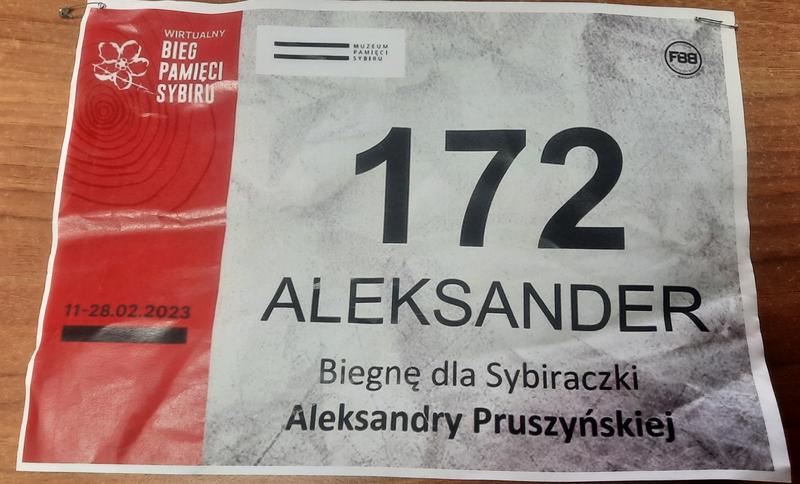 WIRTUALNY
BIEG
PAMIĘCI
SYBIRU
MUZEUM
PAMIĘCI
SYBIRU
F88
172
ALEKSANDER
11-28.02.2023
Biegnę dla Sybiraczki
Aleksandry Pruszyńskiej